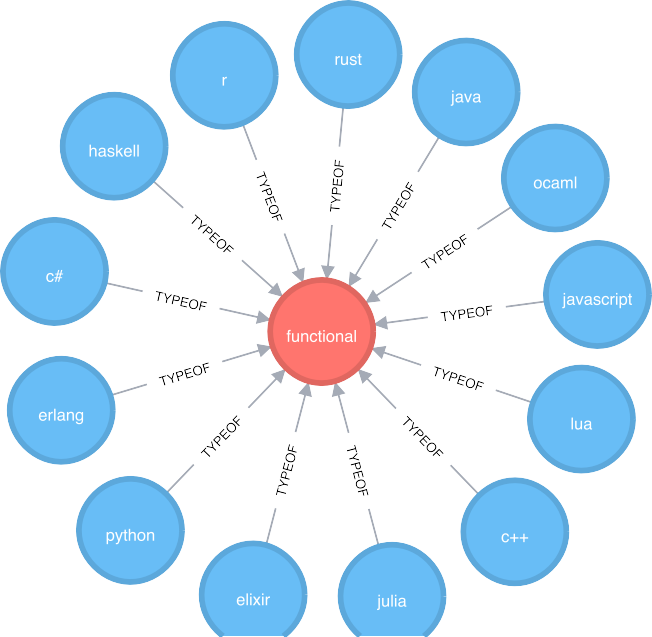 rust
r
java
haskell
ocaml
TYPEOF
TYPEOF
TYPEOF
TYPEOF
TYPEOF
c#
javascript
TYPEOF
TYPEOF
functional
TYPEOF
TYPEOF
erlang
lua
TYPEOF
TYPEOF
TYPEOF
TYPEOF
python
c++
elixir
julia